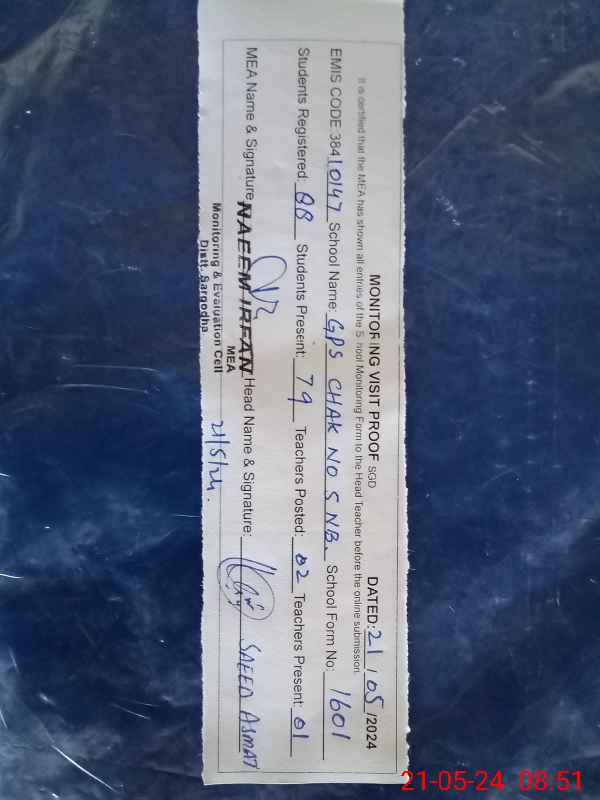 MONITORING VISIT PROOF SGD DATED: 21/05/2024
It is certified that the MEA has shown all entries of the S hool Monitoring Form to the Head Teacher before the online submission.
EMIS CODE 38410147 School Name: GPS CHAK NO 5 NB. School Form No: 1601
Students Registered: 88 Students Present: 79 Teachers Posted: 02 Teachers Present: 01
MEA Name & Signature NAEEM IRFAN Head Name & Signature: SAEED ASMAT
MEA
Monitoring & Evaluation Cell
Distt. Sargodha
21/5/24.
21-05-24 08:51